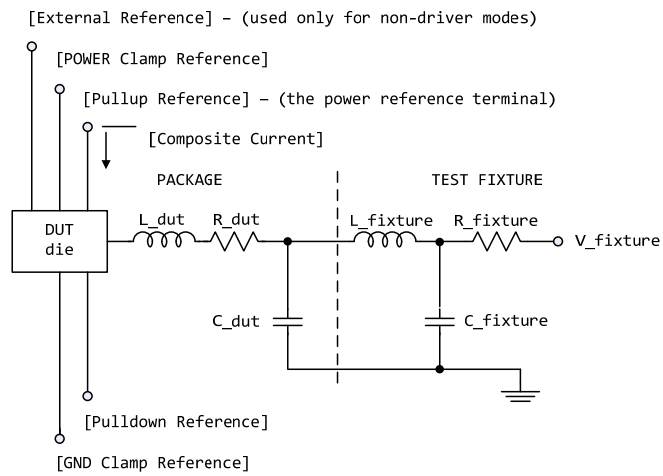 [External Reference] – (used only for non-driver modes)
[POWER Clamp Reference]
[Pullup Reference] – (the power reference terminal)
[Composite Current]
PACKAGE
TEST FIXTURE
L_dut
R_dut
L_fixture
R_fixture
DUT
die
V_fixture
C_dut
C_fixture
[Pulldown Reference]
[GND Clamp Reference]